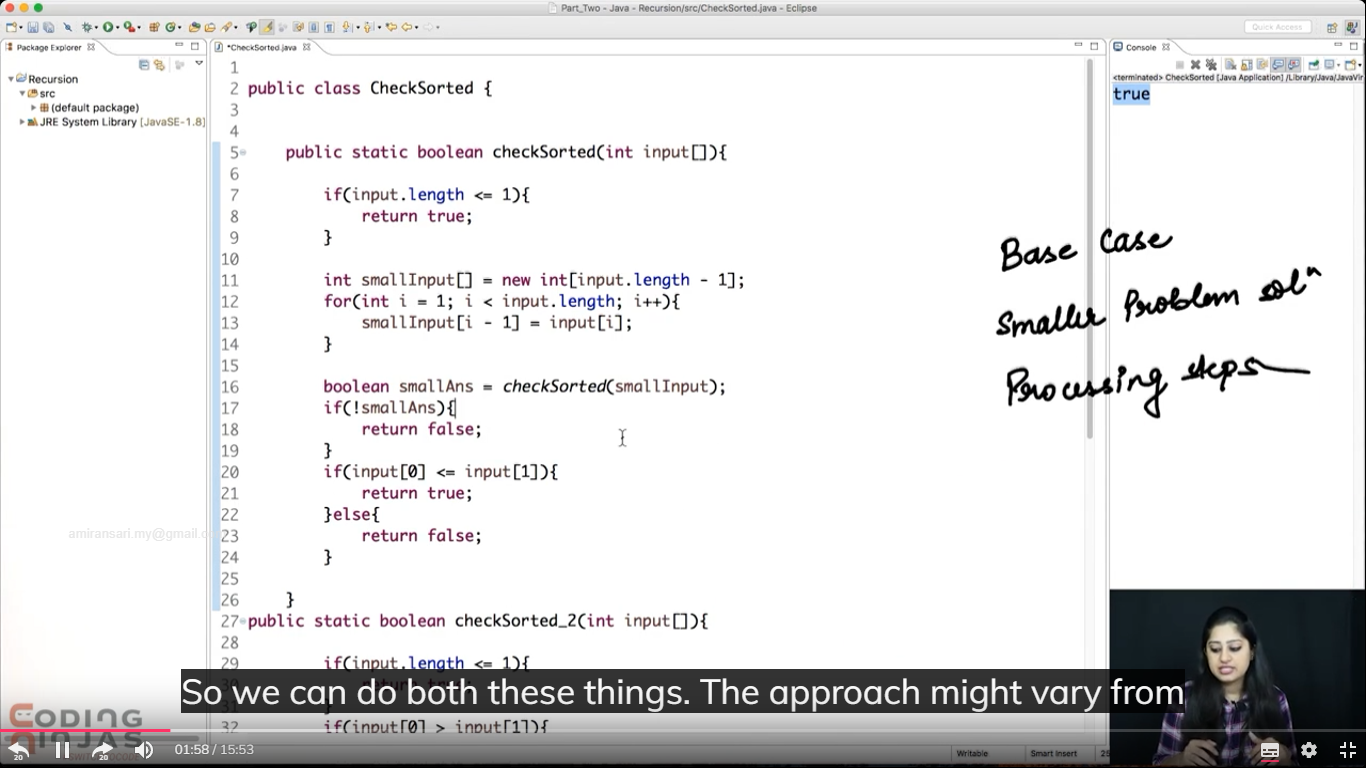 Part_Two - Java - Recursion/src/CheckSorted.java - Eclipse
Quick Access
Package Explorer
*CheckSorted.java
Console
Recursion
src
(default package)
JRE System Library [JavaSE-1.8]
<terminated> CheckSorted [Java Application] /Library/Java/JavaVir
true
1
2 public class CheckSorted {
3
4
5 public static boolean checkSorted(int input[]){
6
7 if(input.length <= 1){
8 return true;
9 }
10
11 int smallInput[] = new int[input.length - 1];
12 for(int i = 1; i < input.length; i++){
13 smallInput[i - 1] = input[i];
14 }
15
16 boolean smallAns = checkSorted(smallInput);
17 if(!smallAns){
18 return false;
19 }
20 if(input[0] <= input[1]){
21 return true;
22 }else{
23 return false;
24 }
25
26 }
27 public static boolean checkSorted_2(int input[]){
28
29 if(input.length <= 1){
30 return true;
31 }
32 if(input[0] > input[1]){
Base Case
Smaller Problem solⁿ
Processing steps
amiransari.my@gmail.co
So we can do both these things. The approach might vary from
CODING
NINJAS
20
20
01:58 / 15:53
Writable
Smart Insert
25